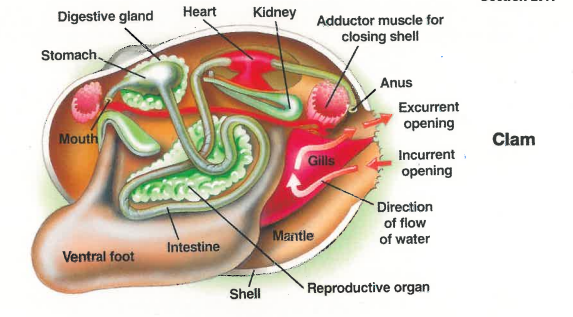 Digestive gland
Heart
Kidney
Adductor muscle for
closing shell
Stomach
Anus
Excurrent
opening
Mouth
Clam
Gills
Incurrent
opening
Direction
of flow
of water
Mantle
Intestine
Ventral foot
Shell
Reproductive organ